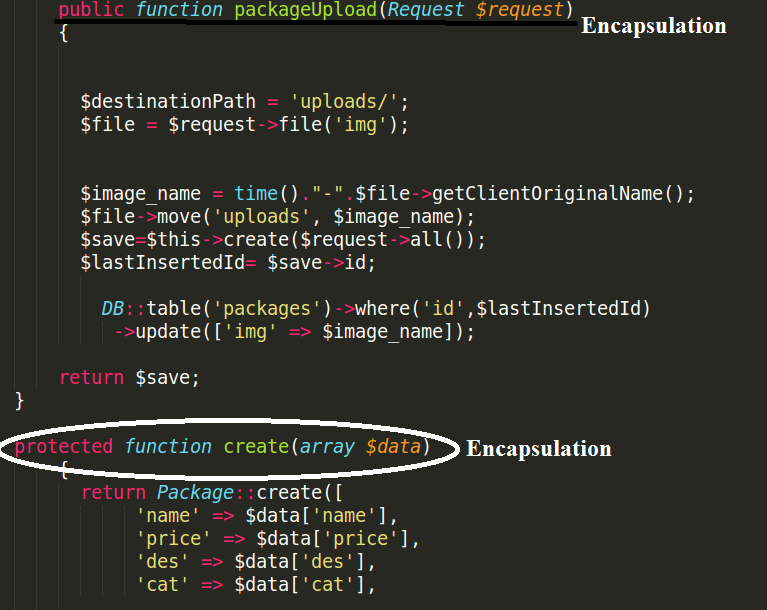 public function packageUpload(Request $request)
Encapsulation
{
$destinationPath = 'uploads/';
$file = $request->file('img');
$image_name = time()."-".$file->getClientOriginalName();
$file->move('uploads', $image_name);
$save=$this->create($request->all());
$lastInsertedId= $save->id;
DB::table('packages')->where('id',$lastInsertedId)
->update(['img' => $image_name]);
return $save;
}
protected function create(array $data)
Encapsulation
{
return Package::create([
'name' => $data['name'],
'price' => $data['price'],
'des' => $data['des'],
'cat' => $data['cat'],